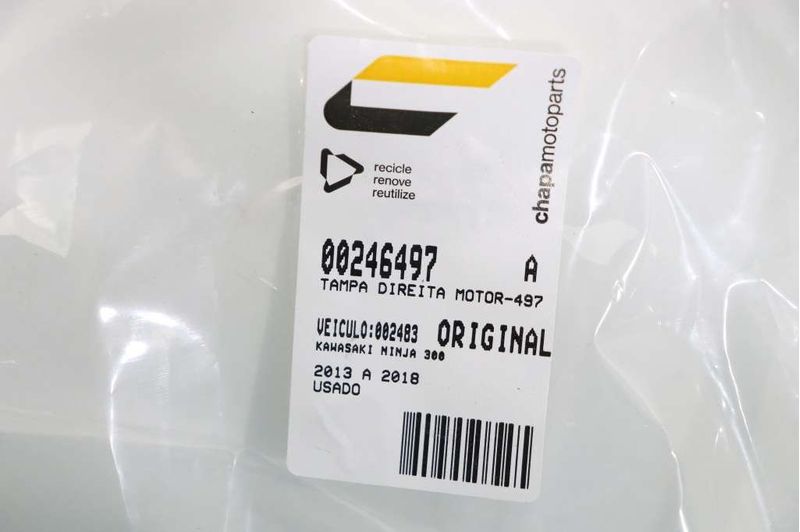 chapamotoparts
recicle
renove
reutilize
00246497 A
TAMPA DIREITA MOTOR-497
VEICULO:002483 ORIGINAL
KAWASAKI NINJA 300
2013 A 2018
USADO